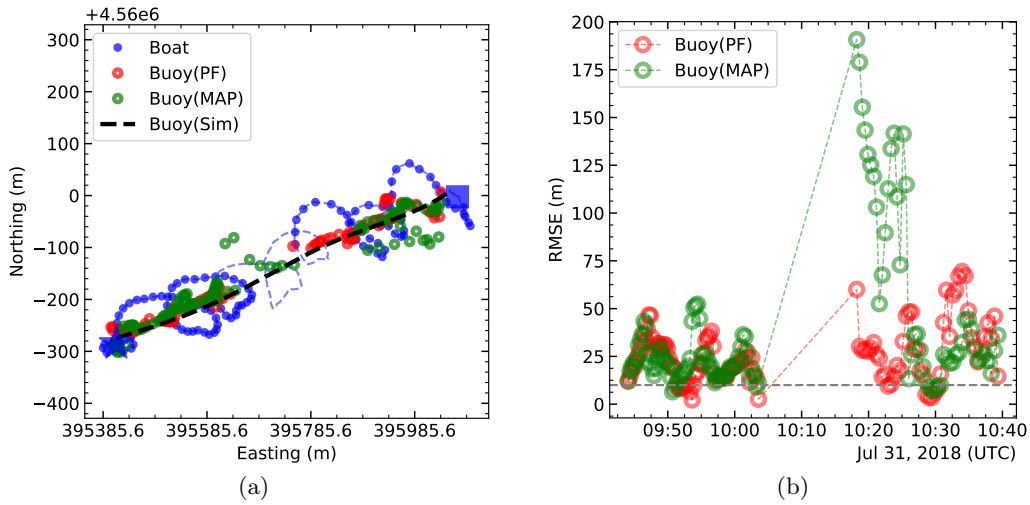 +4.56e6
300
200
100
0
−100
−200
−300
−400
Northing (m)
Boat
Buoy(PF)
Buoy(MAP)
Buoy(Sim)
395385.6 395585.6 395785.6 395985.6
Easting (m)
(a)
200
175
150
125
100
75
50
25
0
RMSE (m)
Buoy(PF)
Buoy(MAP)
09:50 10:00 10:10 10:20 10:30 10:40
Jul 31, 2018 (UTC)
(b)